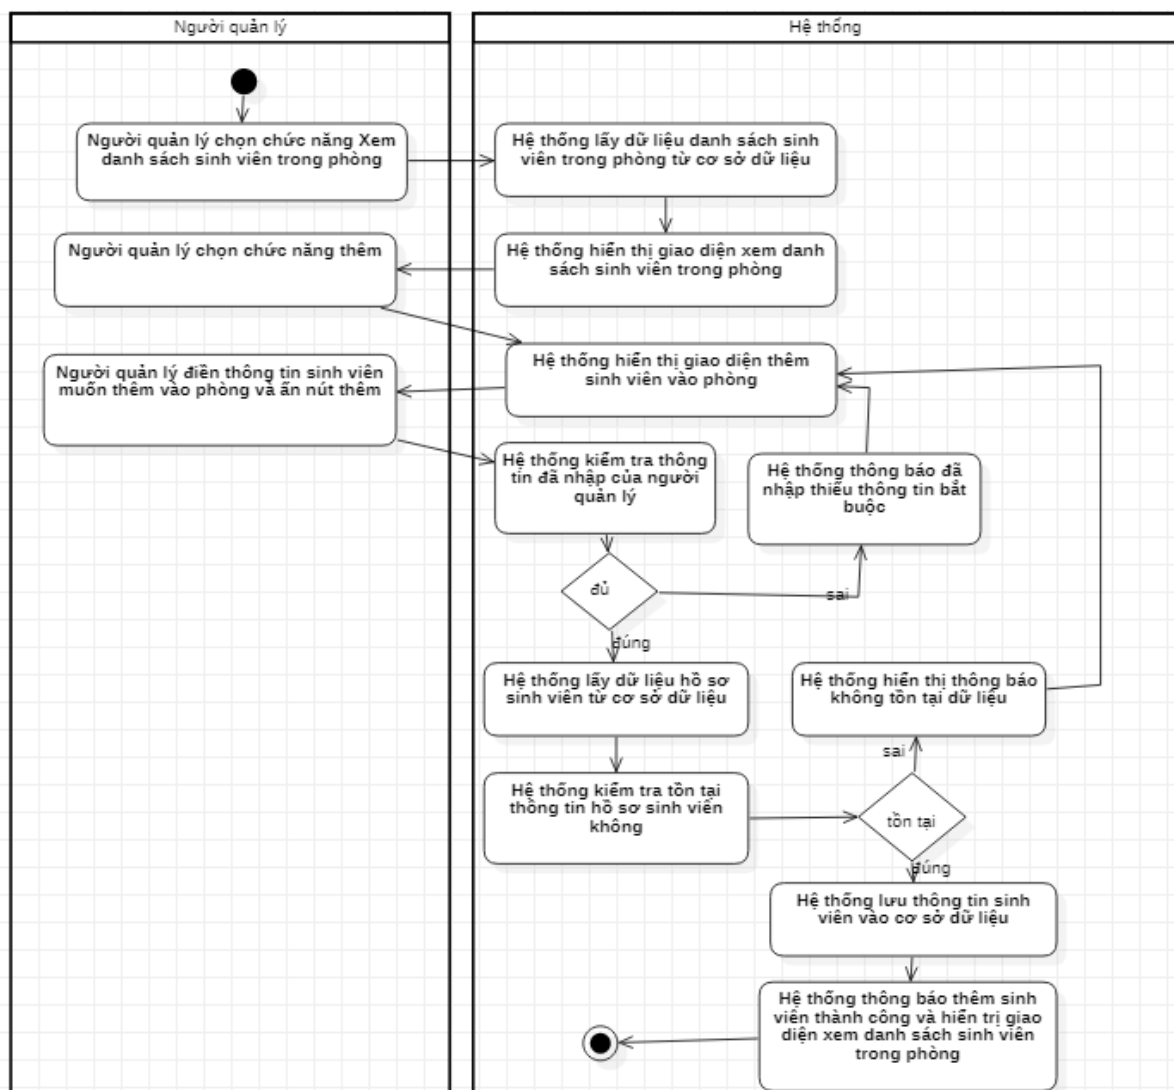 Người quản lý
Hệ thống
Người quản lý chọn chức năng Xem
danh sách sinh viên trong phòng
Hệ thống lấy dữ liệu danh sách sinh
viên trong phòng từ cơ sở dữ liệu
Người quản lý chọn chức năng thêm
Hệ thống hiển thị giao diện xem danh
sách sinh viên trong phòng
Hệ thống hiển thị giao diện thêm
sinh viên vào phòng
Người quản lý điền thông tin sinh viên
muốn thêm vào phòng và ấn nút thêm
Hệ thống kiểm tra thông
tin đã nhập của người
quản lý
Hệ thống thông báo đã
nhập thiếu thông tin bắt
buộc
đủ
sai
đúng
Hệ thống lấy dữ liệu hồ sơ
sinh viên từ cơ sở dữ liệu
Hệ thống hiển thị thông báo
không tồn tại dữ liệu
sai
Hệ thống kiểm tra tồn tại
thông tin hồ sơ sinh viên
không
tồn tại
đúng
Hệ thống lưu thông tin sinh
viên vào cơ sở dữ liệu
Hệ thống thông báo thêm sinh
viên thành công và hiển trị giao
diện xem danh sách sinh viên
trong phòng